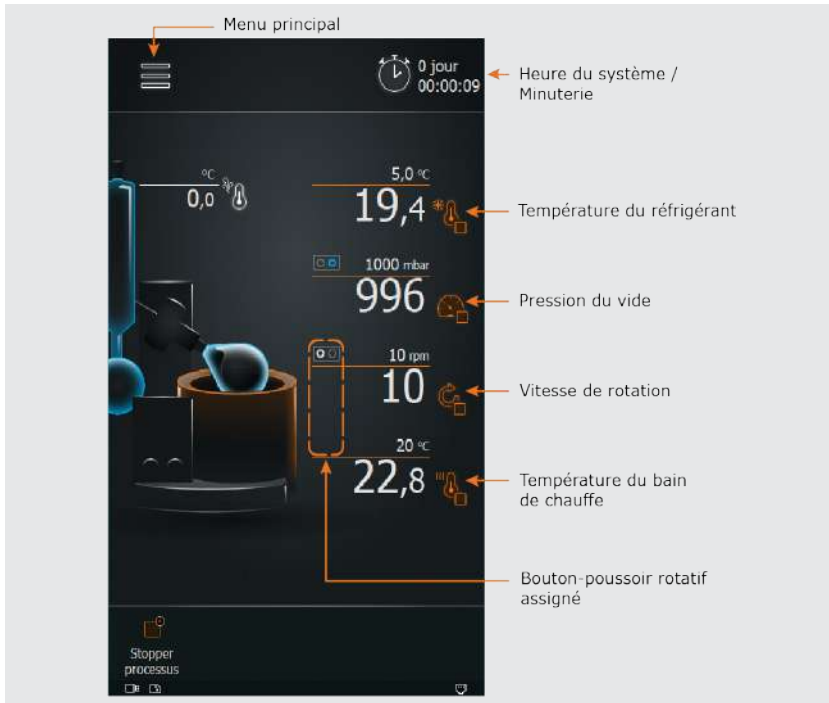 Menu principal
0 jour
00:00:09
Heure du système /
Minuterie
°C
0,0
5,0 °C
19,4
Température du réfrigérant
1000 mbar
996
Pression du vide
10 rpm
10
Vitesse de rotation
20 °C
22,8
Température du bain
de chauffe
Bouton-poussoir rotatif
assigné
Stopper
processus